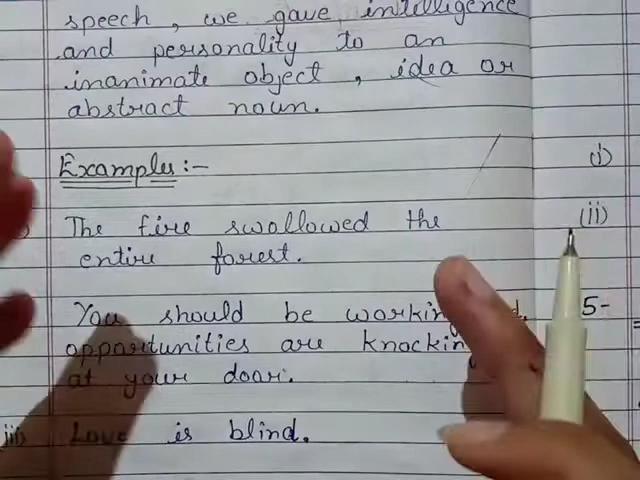 speech, we gave intelligence
and personality to an
inanimate object, idea or
abstract noun.
Examples:-
(i)
The fire swallowed the
(ii)
entire forest.
You should be working
5-
opportunities are knocking
at your door.
iii) Love is blind.